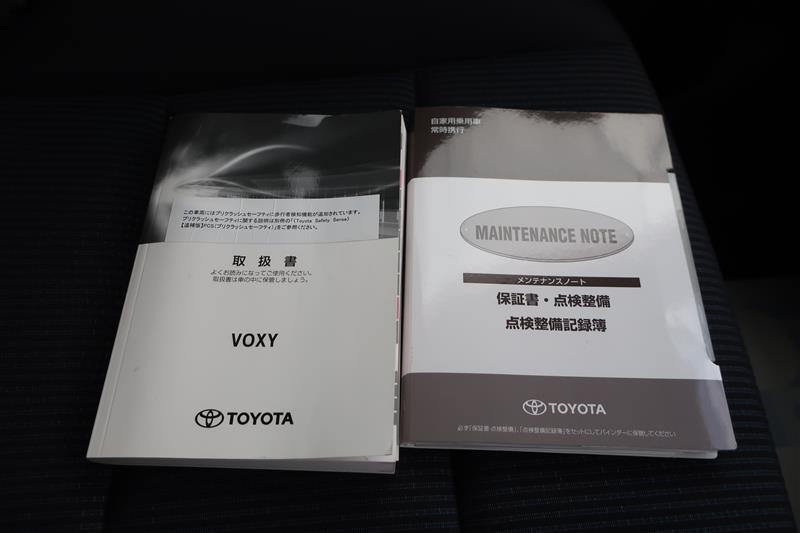 この車両にはプリクラッシュセーフティに歩行者検知機能が追加されています。
プリクラッシュセーフティに関する説明は別冊の「《Toyota Safety Sense》
【追補版】PCS(プリクラッシュセーフティ)」をご参照ください。
取扱書
よくお読みになってご使用ください。
取扱書は車の中に保管しましょう。
VOXY
TOYOTA
自家用乗用車
常時携行
MAINTENANCE NOTE
メンテナンスノート
保証書・点検整備
点検整備記録簿
TOYOTA
必ず「保証書・点検整備」、「点検整備記録簿」をセットにしてバインダーに保管してください